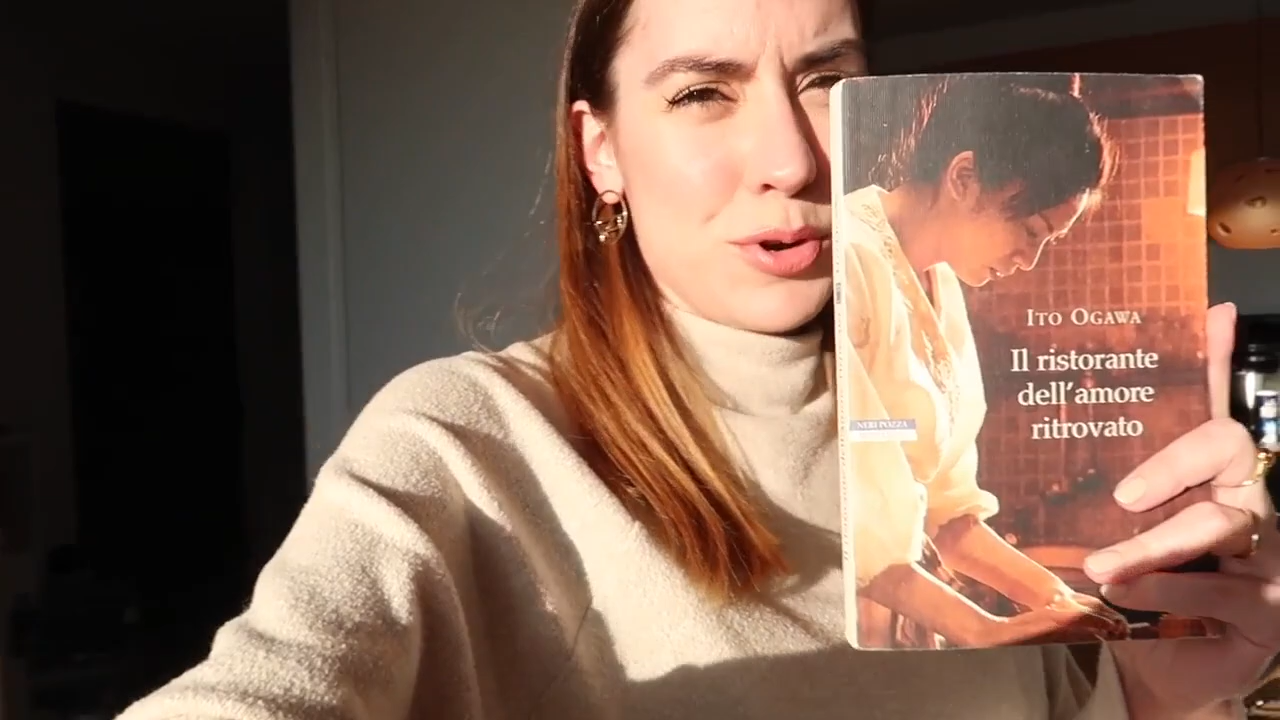 ITO OGAWA
Il ristorante
dell'amore
ritrovato
NERI POZZA